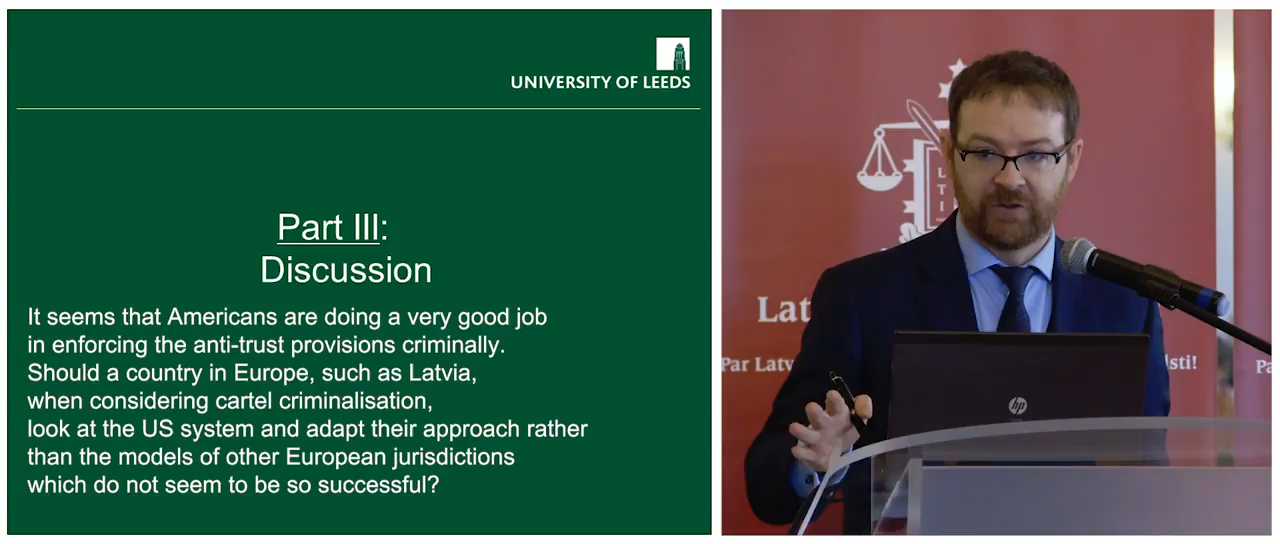 UNIVERSITY OF LEEDS
Part III:
Discussion
It seems that Americans are doing a very good job
in enforcing the anti-trust provisions criminally.
Should a country in Europe, such as Latvia,
when considering cartel criminalisation,
look at the US system and adapt their approach rather
than the models of other European jurisdictions
which do not seem to be so successful?
L
T
I
Lat
Par Latv
lsti!
Pa
hp